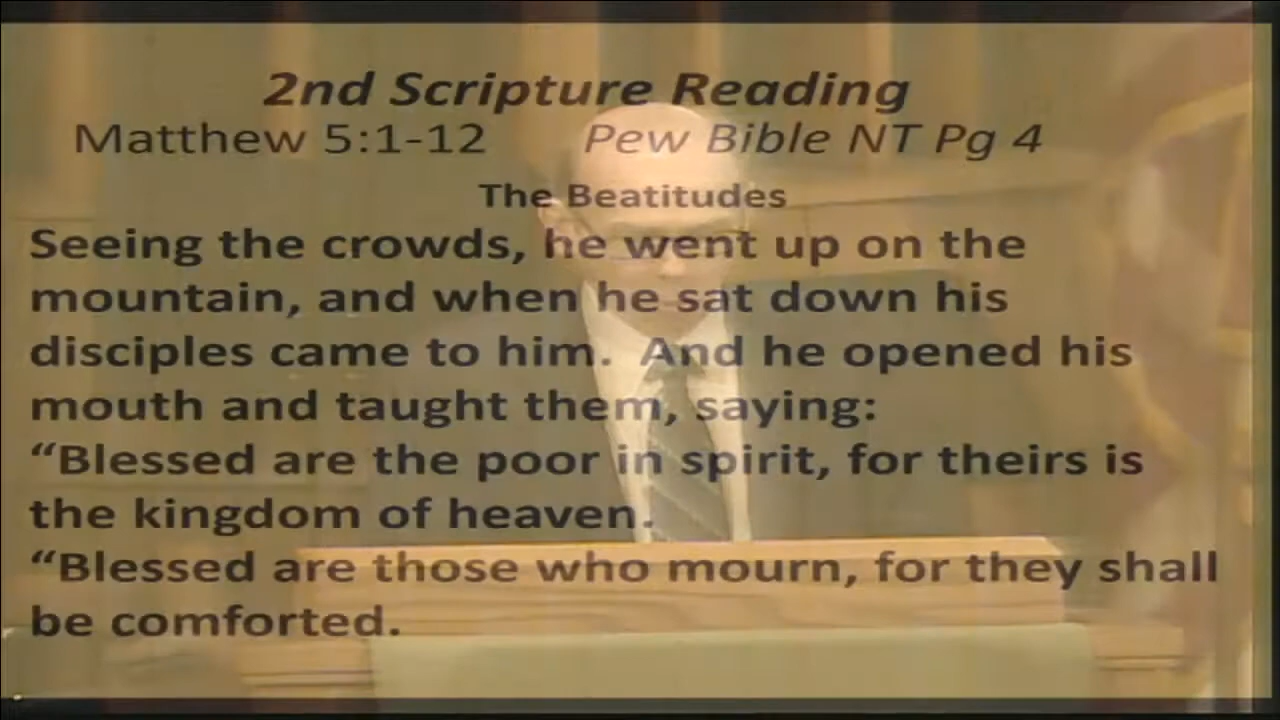 2nd Scripture Reading
Matthew 5:1-12 Pew Bible NT Pg 4
The Beatitudes
Seeing the crowds, he went up on the
mountain, and when he sat down his
disciples came to him. And he opened his
mouth and taught them, saying:
“Blessed are the poor in spirit, for theirs is
the kingdom of heaven.
“Blessed are those who mourn, for they shall
be comforted.